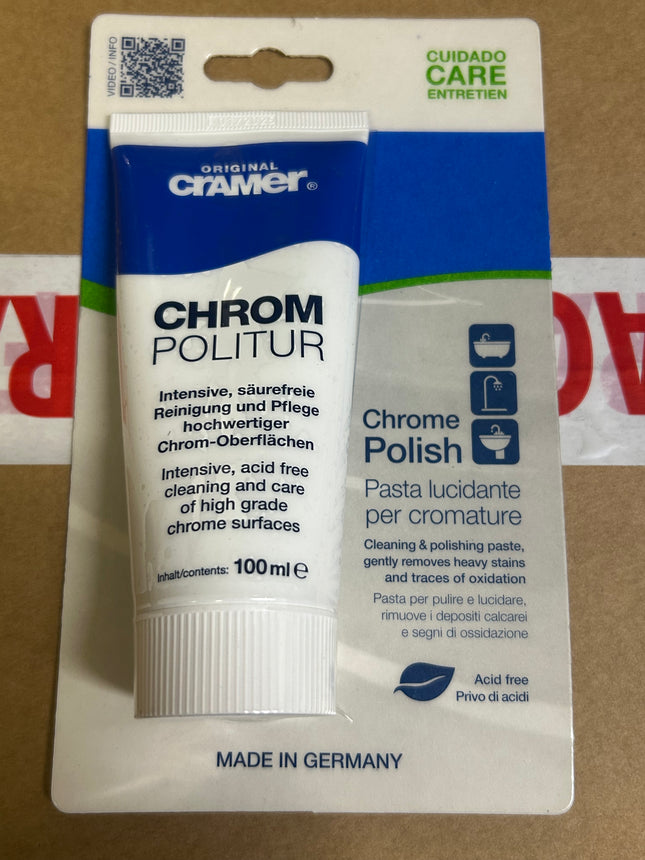 VIDEO / INFO
CUIDADO
CARE
ENTRETIEN
ORIGINAL
CRAMER®
CHROM
POLITUR
Intensive, säurefreie
Reinigung und Pflege
hochwertiger
Chrom-Oberflächen
Intensive, acid free
cleaning and care
of high grade
chrome surfaces
Inhalt/contents: 100 ml e
Chrome
Polish
Pasta lucidante
per cromature
Cleaning & polishing paste,
gently removes heavy stains
and traces of oxidation
Pasta per pulire e lucidare,
rimuove i depositi calcarei
e segni di ossidazione
Acid free
Privo di acidi
MADE IN GERMANY